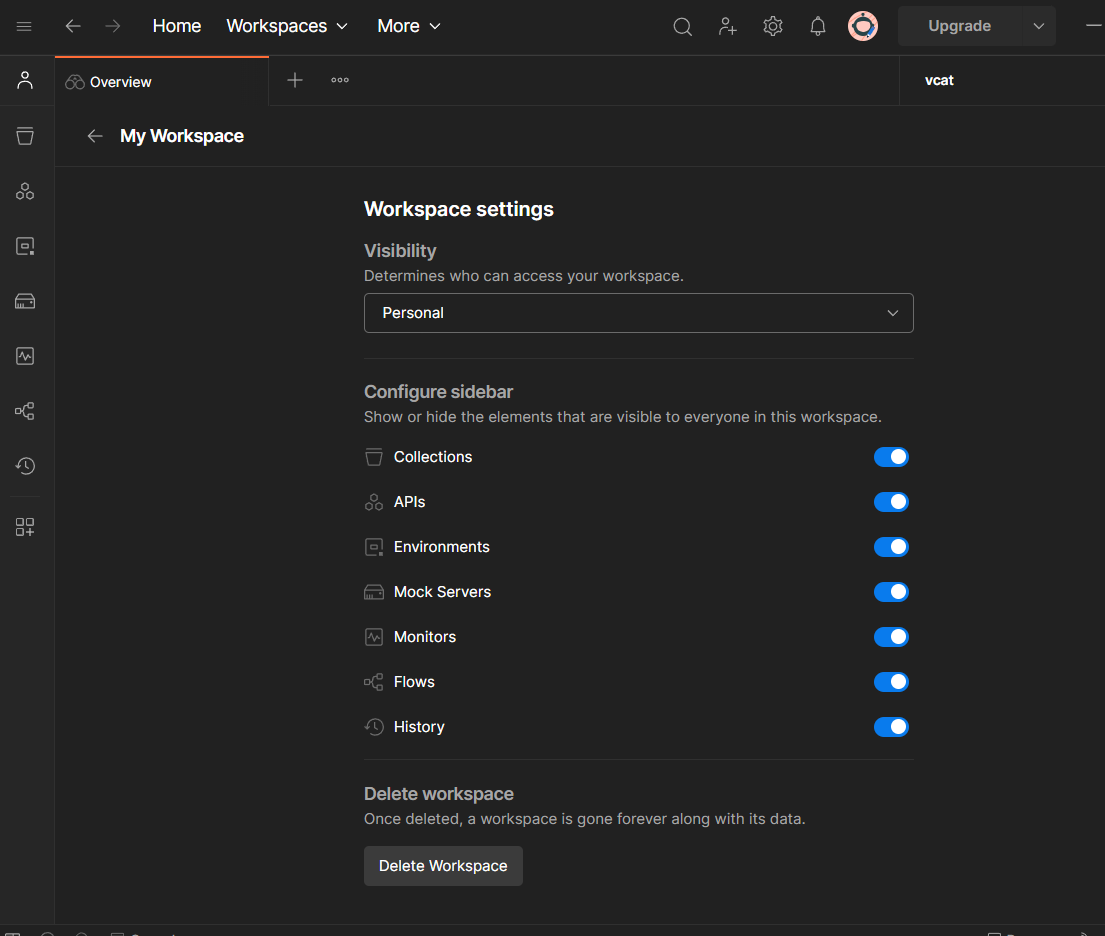 Home Workspaces More Upgrade
Overview vcat
My Workspace
Workspace settings
Visibility
Determines who can access your workspace.
Personal
Configure sidebar
Show or hide the elements that are visible to everyone in this workspace.
Collections
APIs
Environments
Mock Servers
Monitors
Flows
History
Delete workspace
Once deleted, a workspace is gone forever along with its data.
Delete Workspace